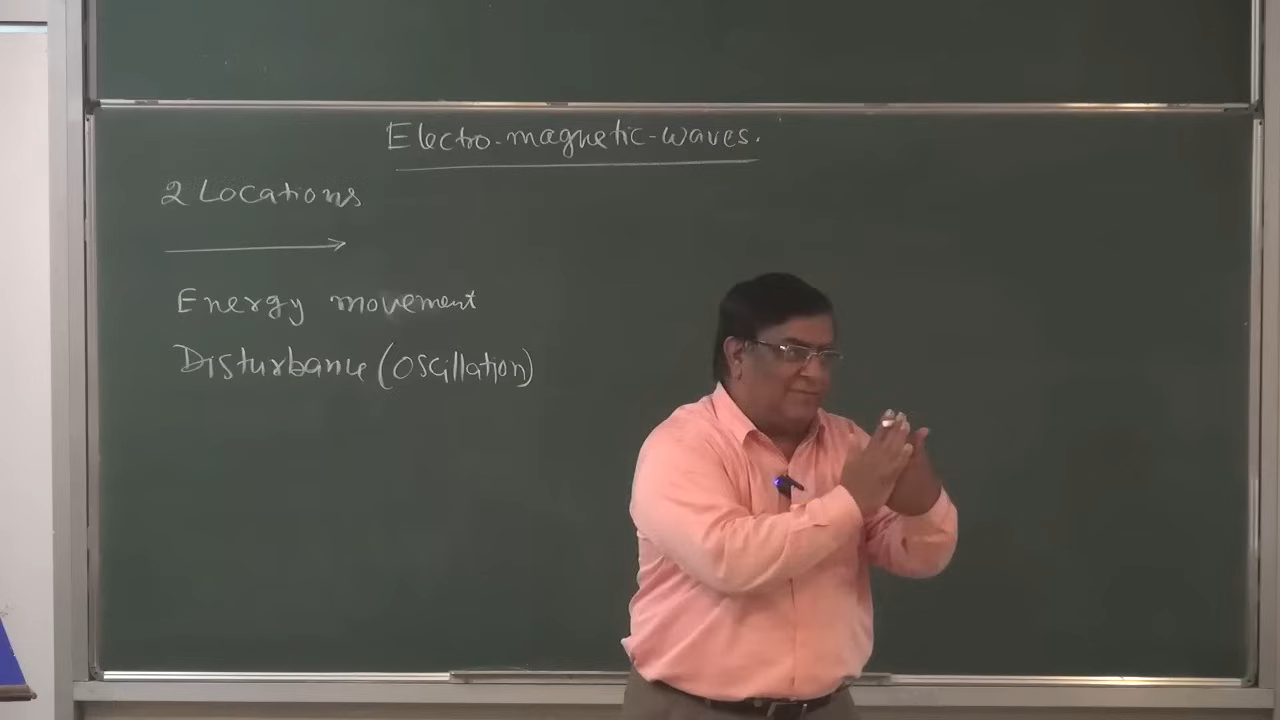 Electro-magnetic-waves.
2 Locations
Energy movement
Disturbance (Oscillation)